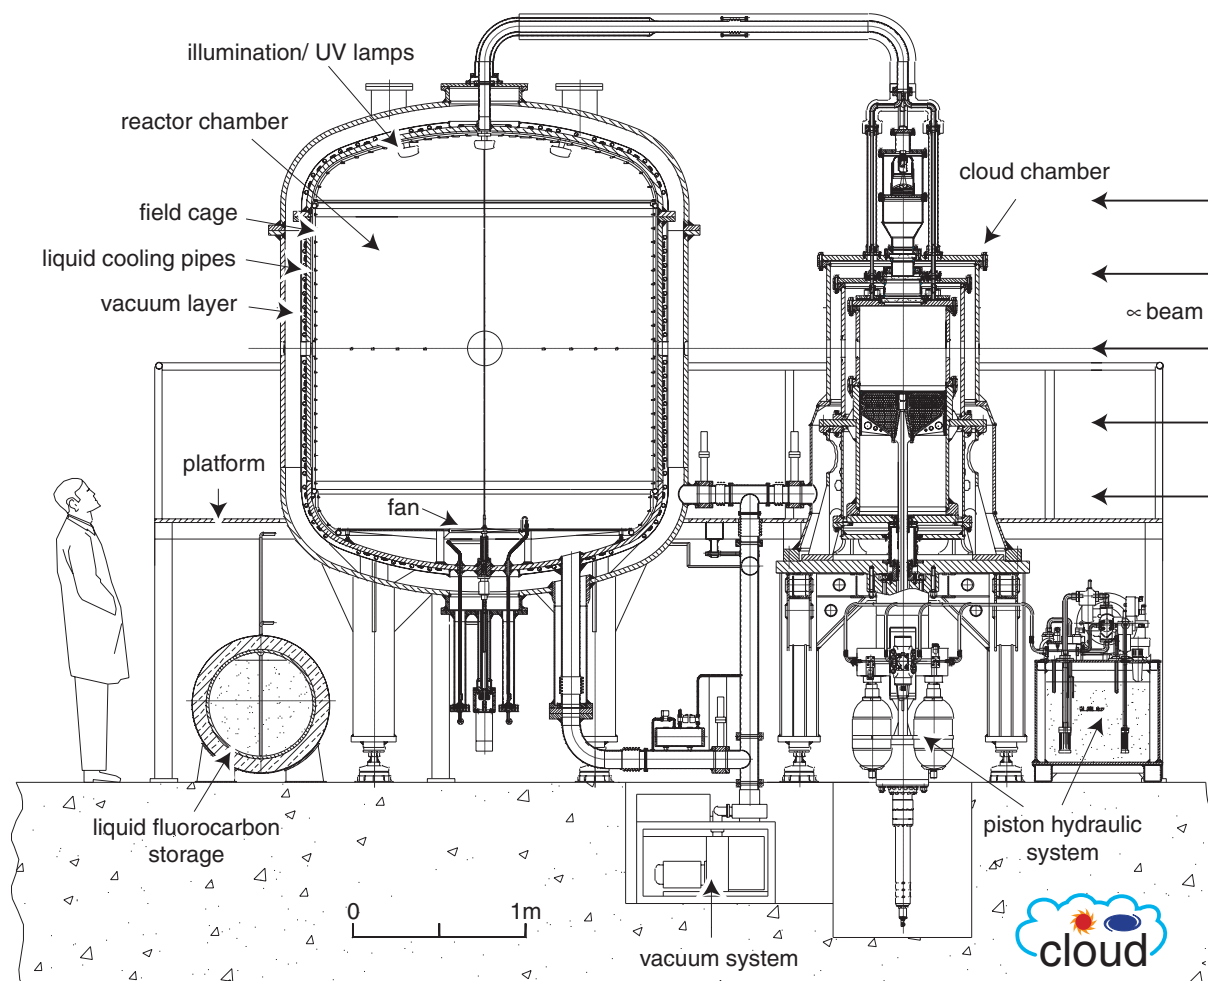 illumination/ UV lamps
reactor chamber
field cage
liquid cooling pipes
vacuum layer
cloud chamber
∝ beam
platform
fan
liquid fluorocarbon
storage
piston hydraulic
system
0
1m
vacuum system
cloud